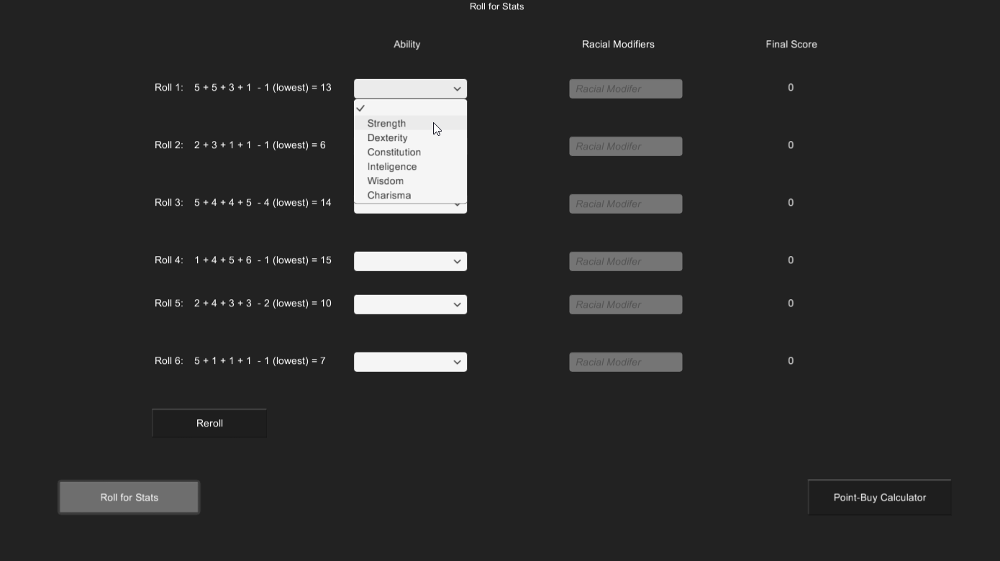 Roll for Stats
Ability Racial Modifiers Final Score
Roll 1: 5 + 5 + 3 + 1 - 1 (lowest) = 13 Racial Modifer 0
Strength
Dexterity
Roll 2: 2 + 3 + 1 + 1 - 1 (lowest) = 6 Racial Modifer 0
Constitution
Inteligence
Wisdom
Charisma
Roll 3: 5 + 4 + 4 + 5 - 4 (lowest) = 14 Racial Modifer 0
Roll 4: 1 + 4 + 5 + 6 - 1 (lowest) = 15 Racial Modifer 0
Roll 5: 2 + 4 + 3 + 3 - 2 (lowest) = 10 Racial Modifer 0
Roll 6: 5 + 1 + 1 + 1 - 1 (lowest) = 7 Racial Modifer 0
Reroll
Roll for Stats Point-Buy Calculator